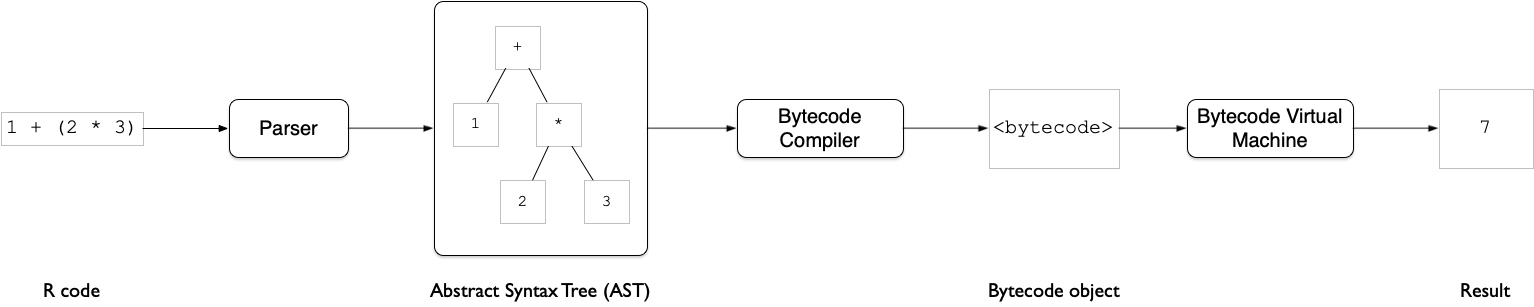 1 + (2 * 3)
Parser
+
1
*
2
3
Bytecode
Compiler
<bytecode>
Bytecode Virtual
Machine
7
R code
Abstract Syntax Tree (AST)
Bytecode object
Result